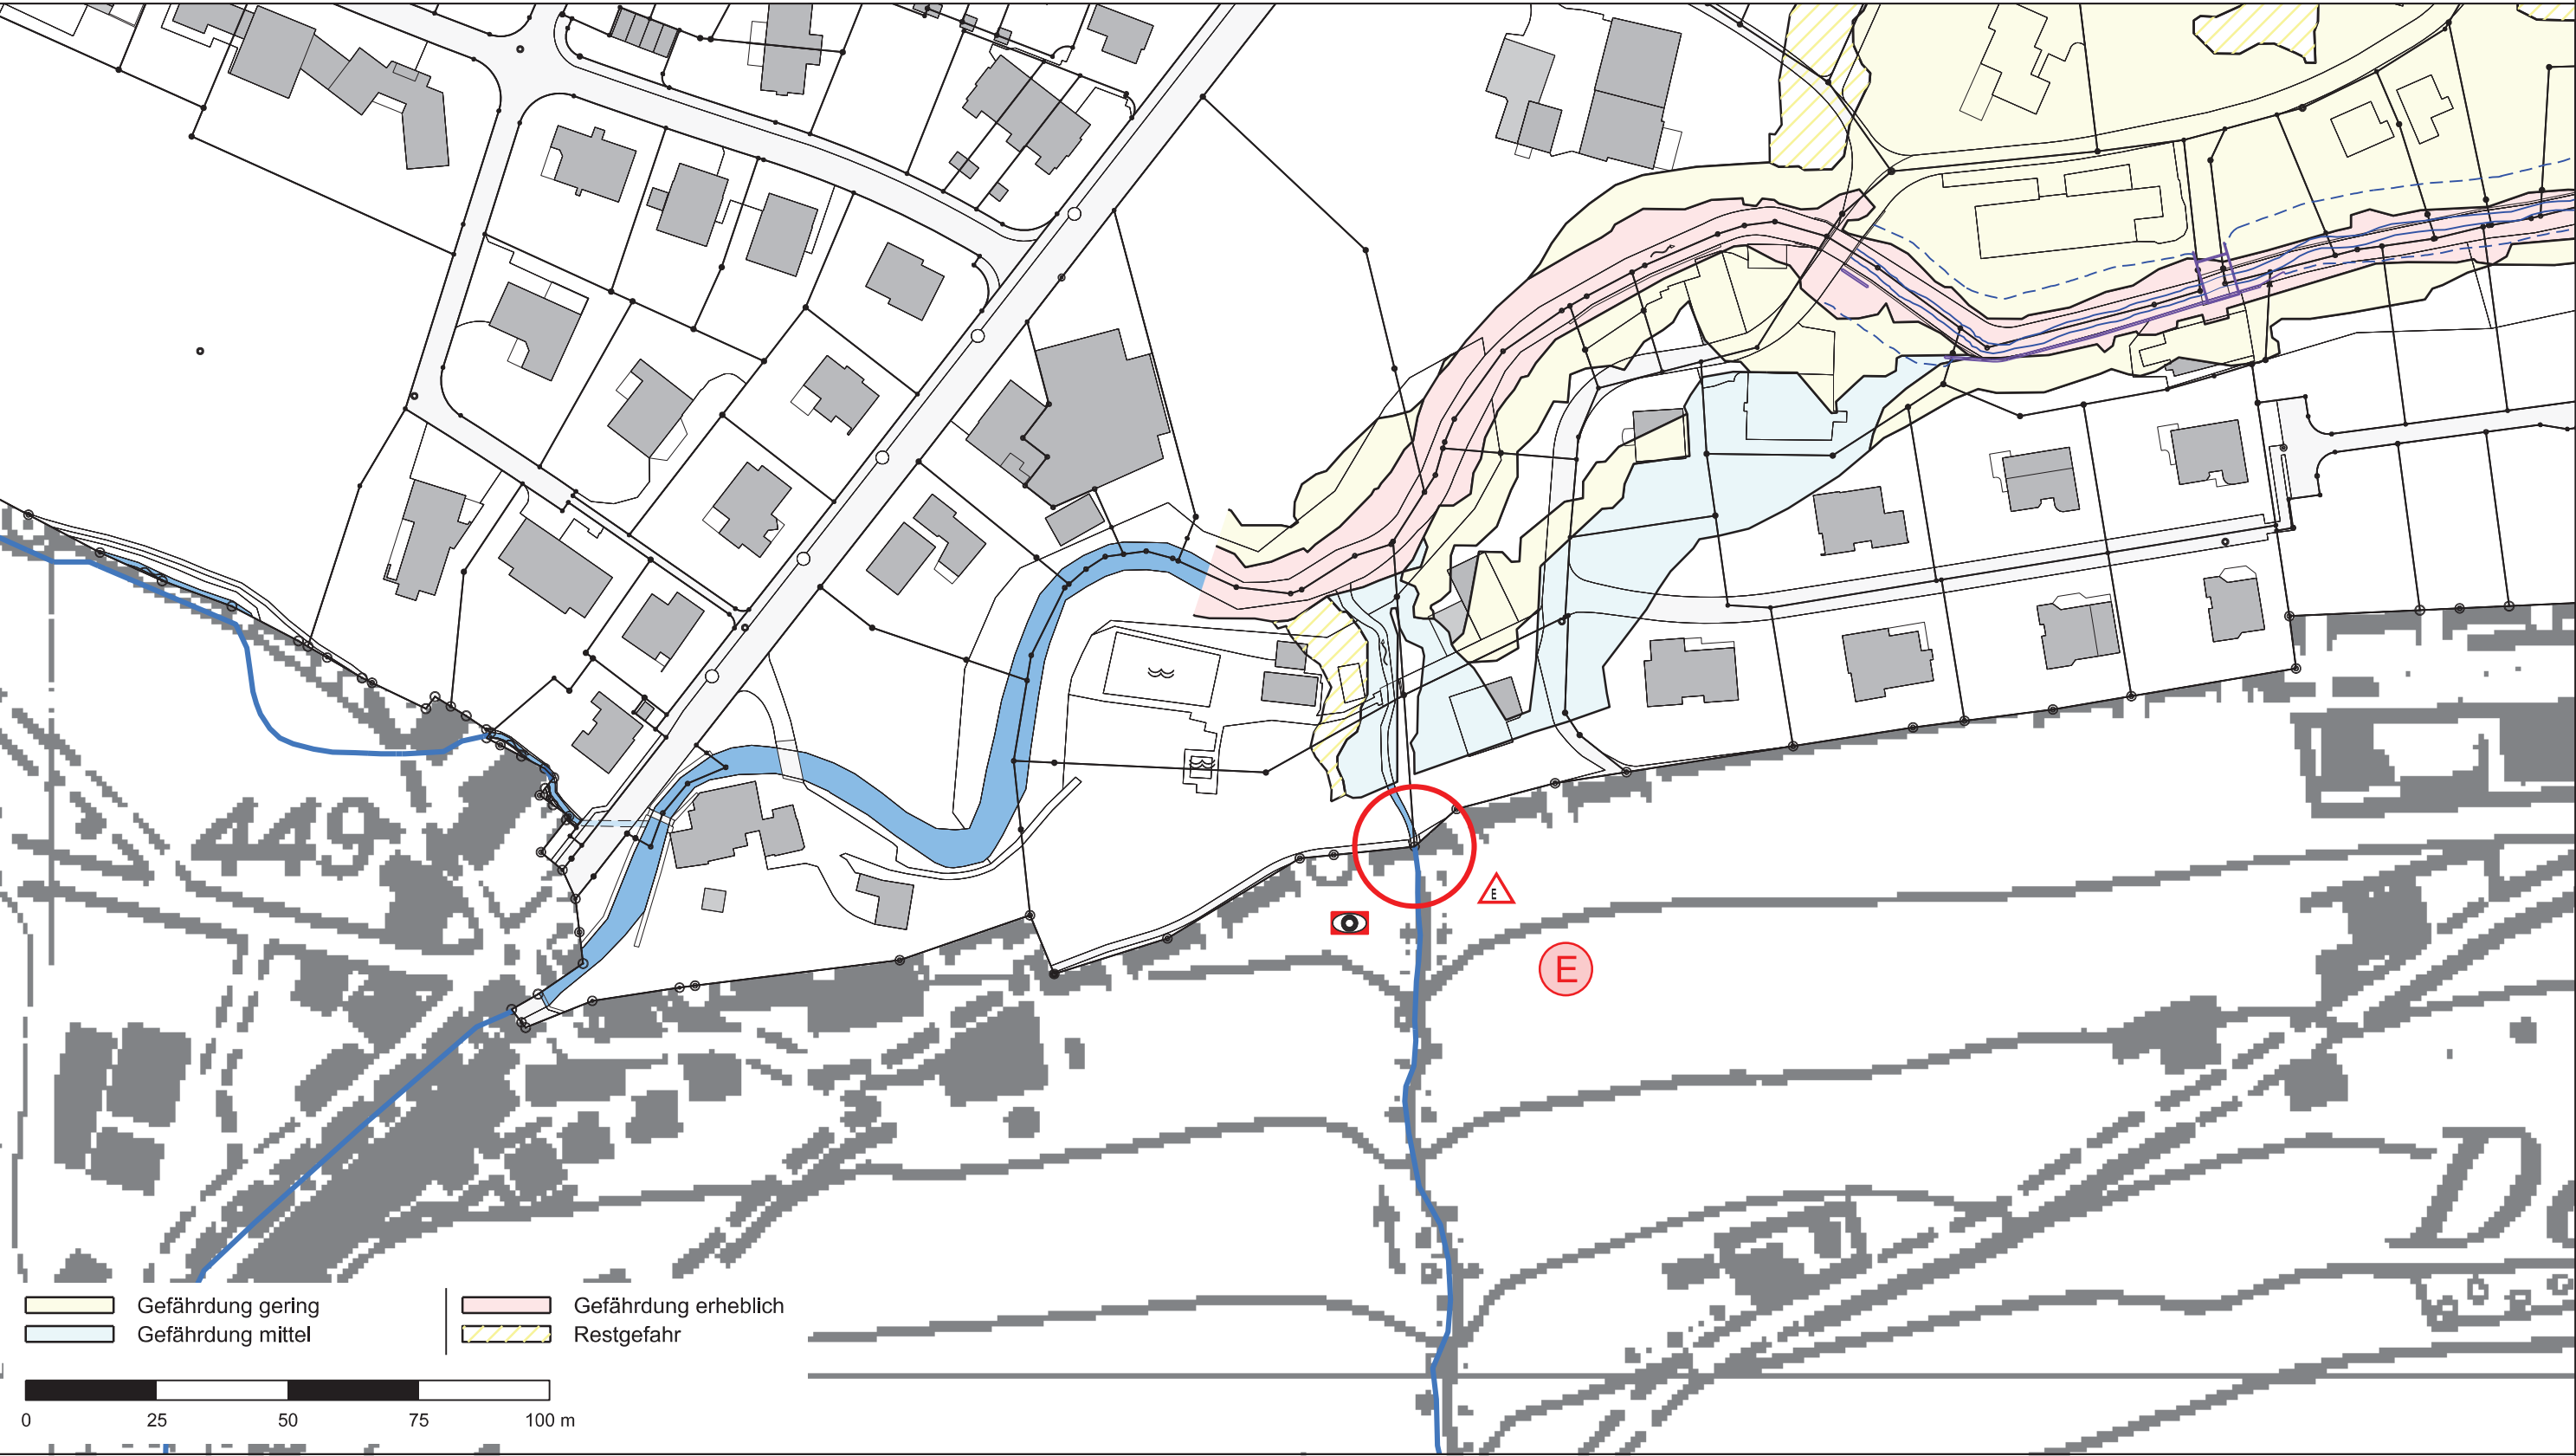 449
E
E
D
Gefährdung gering
Gefährdung mittel
Gefährdung erheblich
Restgefahr
0 25 50 75 100 m